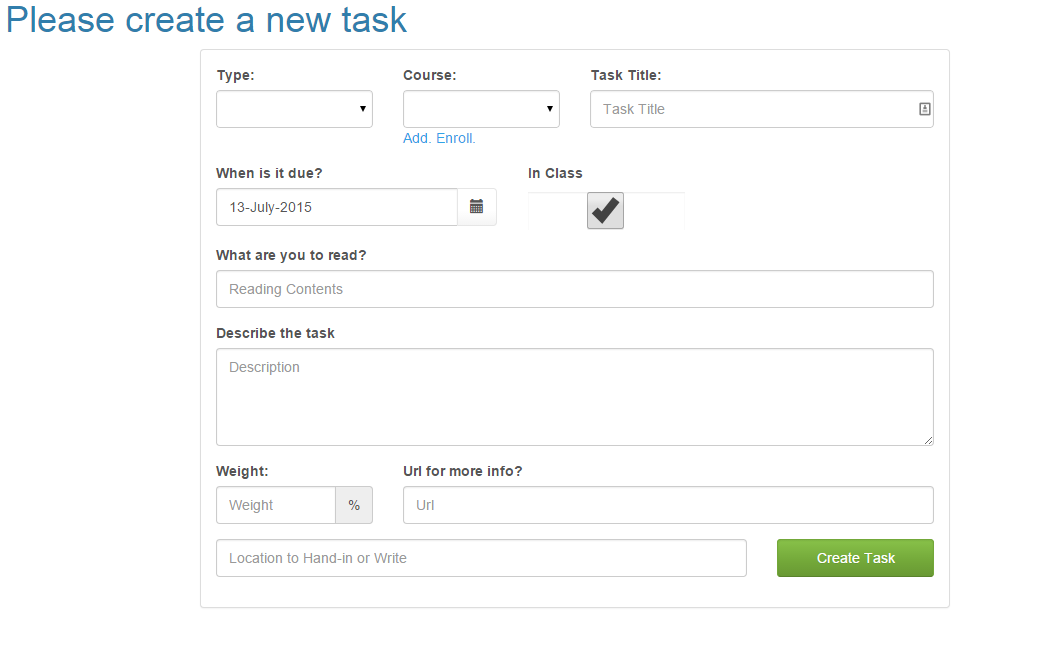 Please create a new task
Type: Course: Task Title:
Task Title
Add. Enroll.
When is it due? In Class
13-July-2015
What are you to read?
Reading Contents
Describe the task
Description
Weight: Url for more info?
Weight % Url
Location to Hand-in or Write Create Task